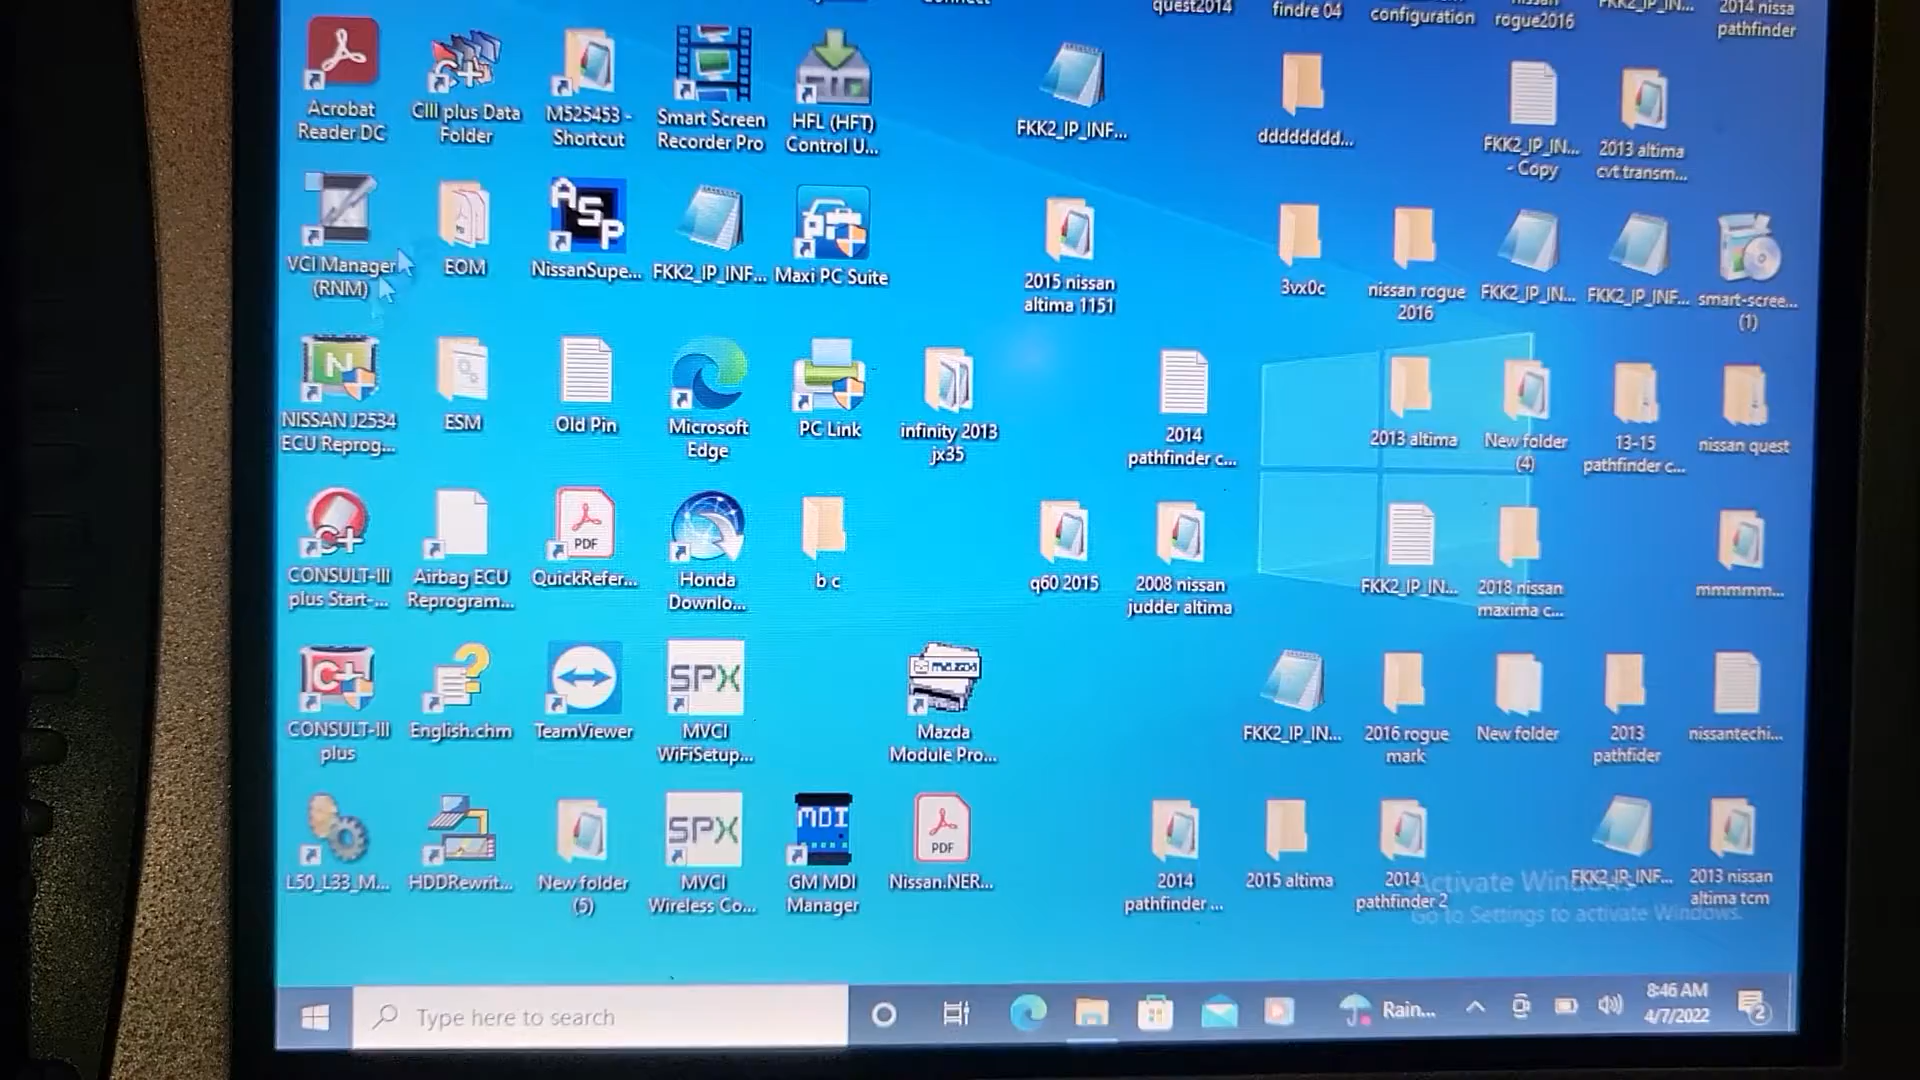 quest2014
findre 04
configuration
rogue2016
FKK2_IP_IN...
2014 nissa
pathfinder
Acrobat
Reader DC
CIII plus Data
Folder
M525453 -
Shortcut
Smart Screen
Recorder Pro
HFL (HFT)
Control U...
FKK2_IP_INF...
dddddddd...
FKK2_IP_IN...
- Copy
2013 altima
cvt transm...
VCI Manager
(RNM)
EOM
ASP
NissanSupe...
FKK2_IP_INF...
Maxi PC Suite
2015 nissan
altima 1151
3vx0c
nissan rogue
2016
FKK2_IP_IN...
FKK2_IP_INF...
smart-scree...
(1)
N
NISSAN J2534
ECU Reprog...
ESM
Old Pin
Microsoft
Edge
PC Link
infinity 2013
jx35
2014
pathfinder c...
2013 altima
New folder
(4)
13-15
pathfinder c...
nissan quest
C+
CONSULT-III
plus Start-...
Airbag ECU
Reprogram...
PDF
QuickRefer...
Honda
Downlo...
b c
q60 2015
2008 nissan
judder altima
FKK2_IP_IN...
2018 nissan
maxima c...
mmmmm...
C+
CONSULT-III
plus
English.chm
TeamViewer
SPX
MVCI
WiFiSetup...
mazda
Mazda
Module Pro...
FKK2_IP_IN...
2016 rogue
mark
New folder
2013
pathfider
nissantechi...
L50_L33_M...
HDDRewrit...
New folder
(5)
SPX
MVCI
Wireless Co...
MDI
GM MDI
Manager
PDF
Nissan.NER...
2014
pathfinder ...
2015 altima
2014
pathfinder 2
FKK2_IP_INF...
2013 nissan
altima tcm
Activate Windows
Go to Settings to activate Windows.
Type here to search
Rain...
8:46 AM
4/7/2022
2